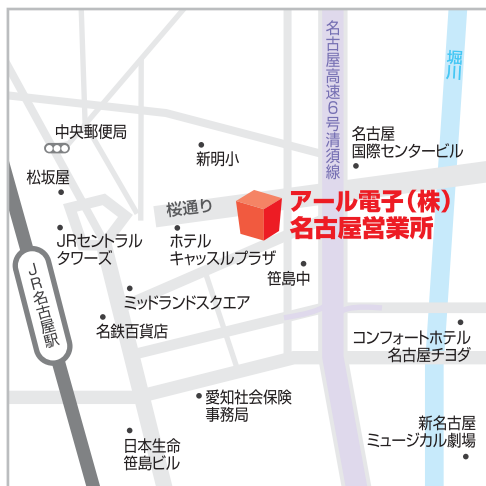 名古屋高速6号清須線
堀川
中央郵便局
新明小
名古屋
国際センタービル
松坂屋
桜通り
アール電子(株)
名古屋営業所
JRセントラル
タワーズ
ホテル
キャッスルプラザ
笹島中
JR名古屋駅
ミッドランドスクエア
名鉄百貨店
コンフォートホテル
名古屋チヨダ
愛知社会保険
事務局
新名古屋
ミュージカル劇場
日本生命
笹島ビル